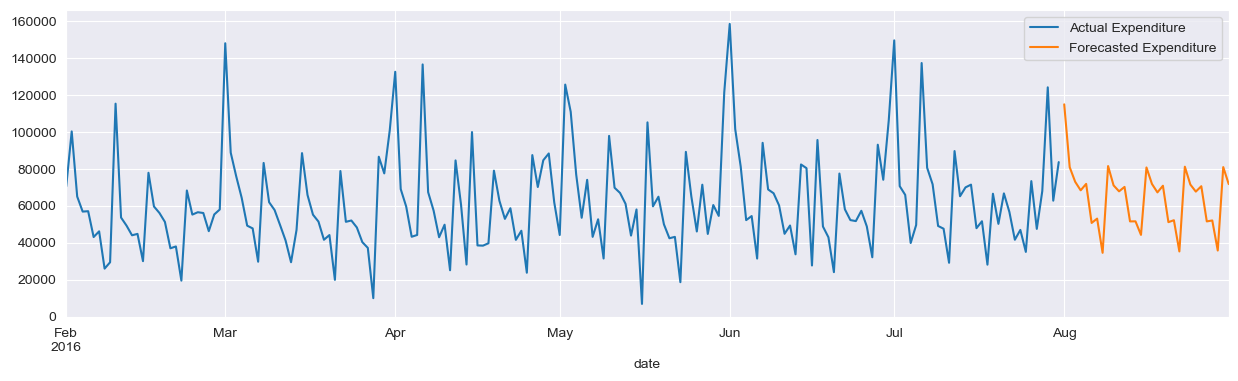 160000
140000
120000
100000
80000
60000
40000
20000
0
Actual Expenditure
Forecasted Expenditure
Feb Mar Apr May Jun Jul Aug
2016
date